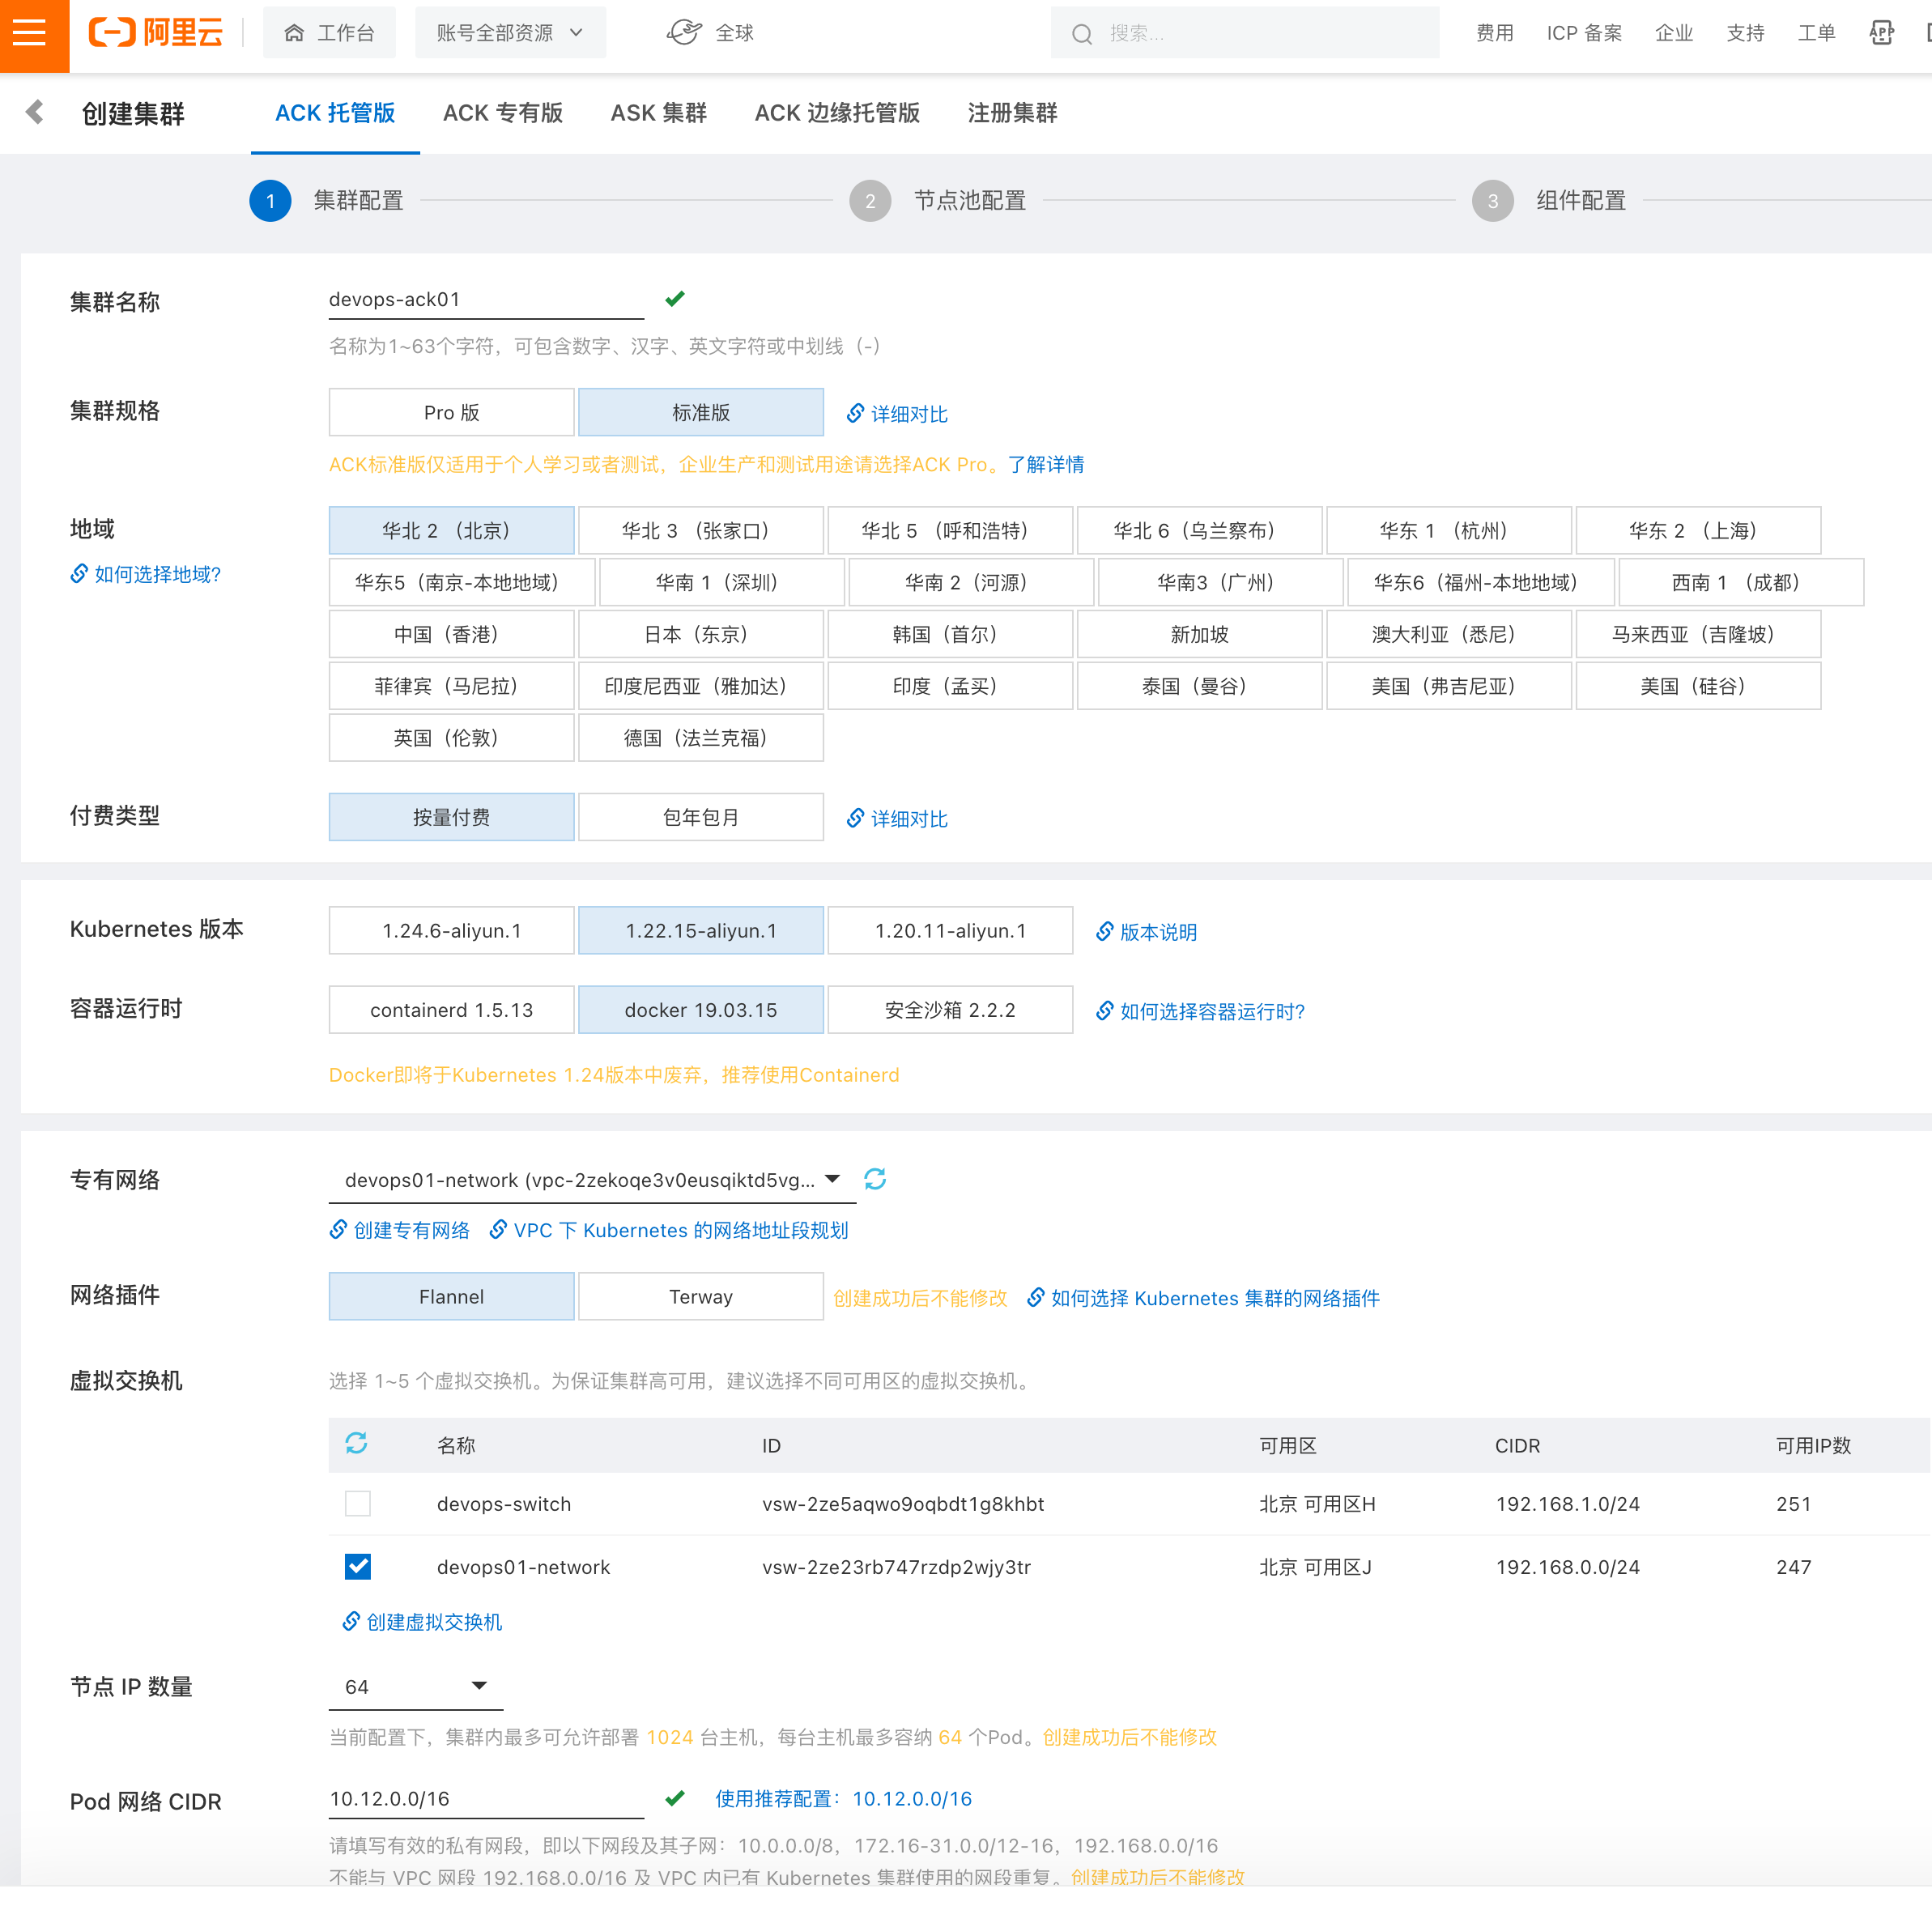 阿里云 工作台 账号全部资源 全球 搜索... 费用 ICP 备案 企业 支持 工单 APP
创建集群 ACK 托管版 ACK 专有版 ASK 集群 ACK 边缘托管版 注册集群
1 集群配置 2 节点池配置 3 组件配置
集群名称 devops-ack01
名称为1~63个字符，可包含数字、汉字、英文字符或中划线（-）
集群规格 Pro 版 标准版 详细对比
ACK标准版仅适用于个人学习或者测试，企业生产和测试用途请选择ACK Pro。了解详情
地域 华北 2 （北京） 华北 3 （张家口） 华北 5 （呼和浩特） 华北 6（乌兰察布） 华东 1 （杭州） 华东 2 （上海）
如何选择地域? 华东5（南京-本地地域） 华南 1（深圳） 华南 2（河源） 华南3（广州） 华东6（福州-本地地域） 西南 1 （成都）
中国（香港） 日本（东京） 韩国（首尔） 新加坡 澳大利亚（悉尼） 马来西亚（吉隆坡）
菲律宾（马尼拉） 印度尼西亚（雅加达） 印度（孟买） 泰国（曼谷） 美国（弗吉尼亚） 美国（硅谷）
英国（伦敦） 德国（法兰克福）
付费类型 按量付费 包年包月 详细对比
Kubernetes 版本 1.24.6-aliyun.1 1.22.15-aliyun.1 1.20.11-aliyun.1 版本说明
容器运行时 containerd 1.5.13 docker 19.03.15 安全沙箱 2.2.2 如何选择容器运行时?
Docker即将于Kubernetes 1.24版本中废弃，推荐使用Containerd
专有网络 devops01-network (vpc-2zekoqe3v0eusqiktd5vg...
创建专有网络 VPC 下 Kubernetes 的网络地址段规划
网络插件 Flannel Terway 创建成功后不能修改 如何选择 Kubernetes 集群的网络插件
虚拟交换机 选择 1~5 个虚拟交换机。为保证集群高可用，建议选择不同可用区的虚拟交换机。
名称 ID 可用区 CIDR 可用IP数
devops-switch vsw-2ze5aqwo9oqbdt1g8khbt 北京 可用区H 192.168.1.0/24 251
devops01-network vsw-2ze23rb747rzdp2wjy3tr 北京 可用区J 192.168.0.0/24 247
创建虚拟交换机
节点 IP 数量 64
当前配置下，集群内最多可允许部署 1024 台主机，每台主机最多容纳 64 个Pod。创建成功后不能修改
Pod 网络 CIDR 10.12.0.0/16 使用推荐配置：10.12.0.0/16
请填写有效的私有网段，即以下网段及其子网：10.0.0.0/8，172.16-31.0.0/12-16，192.168.0.0/16
不能与 VPC 网段 192.168.0.0/16 及 VPC 内已有 Kubernetes 集群使用的网段重复。创建成功后不能修改